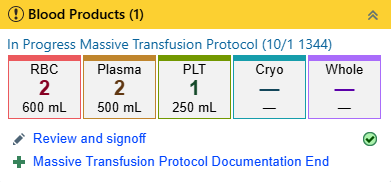 Blood Products (1)
In Progress Massive Transfusion Protocol (10/1 1344)
RBC Plasma PLT Cryo Whole
2 2 1 — —
600 mL 500 mL 250 mL — —
Review and signoff
Massive Transfusion Protocol Documentation End